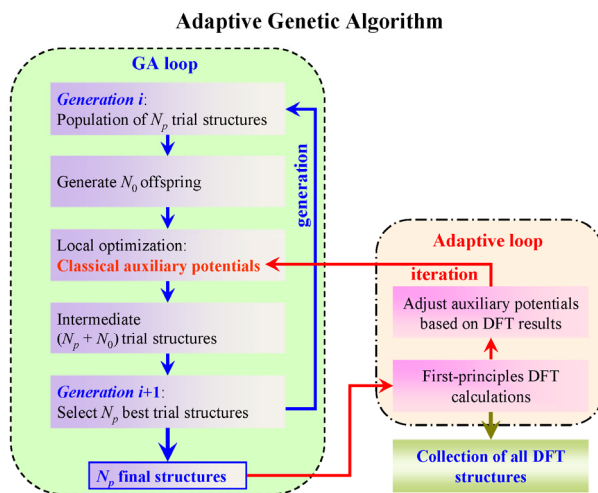 Adaptive Genetic Algorithm
GA loop
Generation i:
Population of Np trial structures
Generate N0 offspring
generation
Local optimization:
Classical auxiliary potentials
Intermediate
(Np + N0) trial structures
Generation i+1:
Select Np best trial structures
Np final structures
Adaptive loop
iteration
Adjust auxiliary potentials
based on DFT results
First-principles DFT
calculations
Collection of all DFT
structures